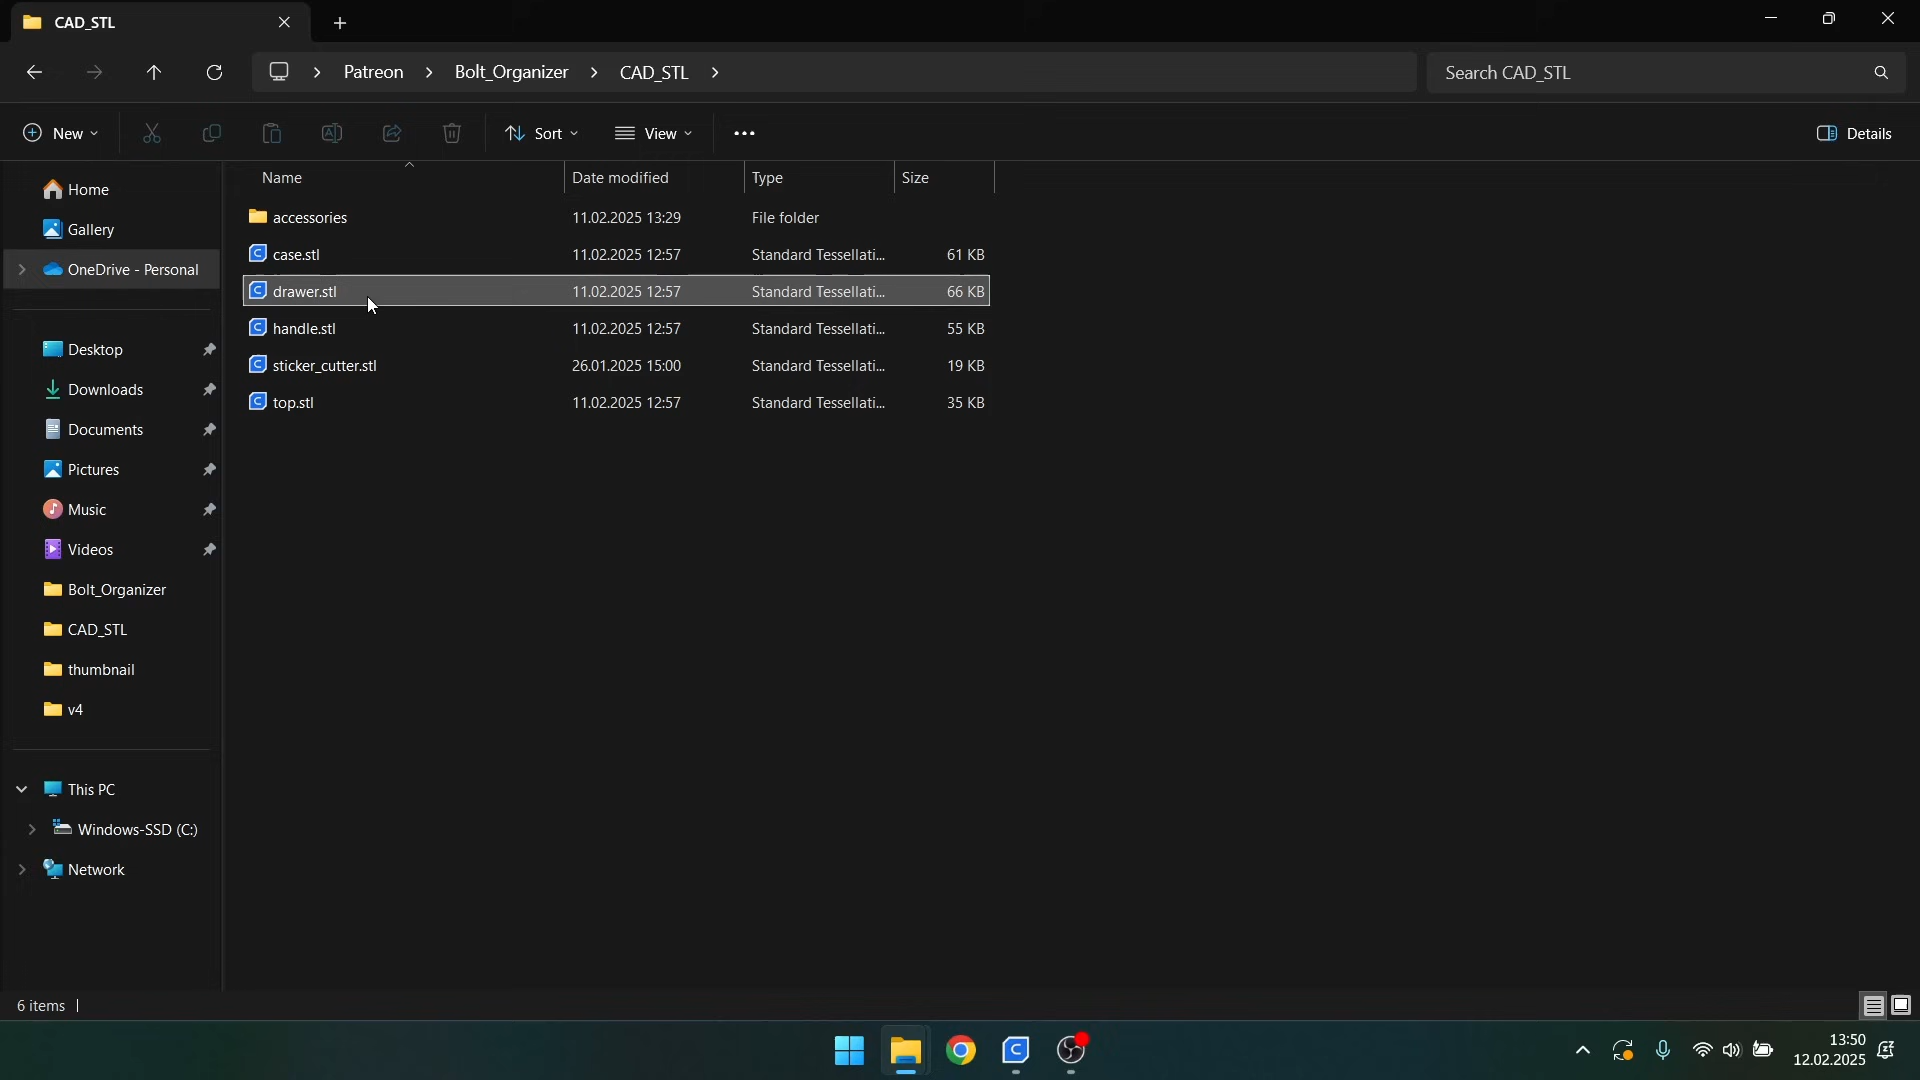 CAD_STL
Patreon > Bolt_Organizer > CAD_STL >
Search CAD_STL
New
Sort
View
Details
Name Date modified Type Size
accessories 11.02.2025 13:29 File folder
case.stl 11.02.2025 12:57 Standard Tessellati... 61 KB
drawer.stl 11.02.2025 12:57 Standard Tessellati... 66 KB
handle.stl 11.02.2025 12:57 Standard Tessellati... 55 KB
sticker_cutter.stl 26.01.2025 15:00 Standard Tessellati... 19 KB
top.stl 11.02.2025 12:57 Standard Tessellati... 35 KB
Home
Gallery
OneDrive - Personal
Desktop
Downloads
Documents
Pictures
Music
Videos
Bolt_Organizer
CAD_STL
thumbnail
v4
This PC
Windows-SSD (C:)
Network
6 items
13:50
12.02.2025